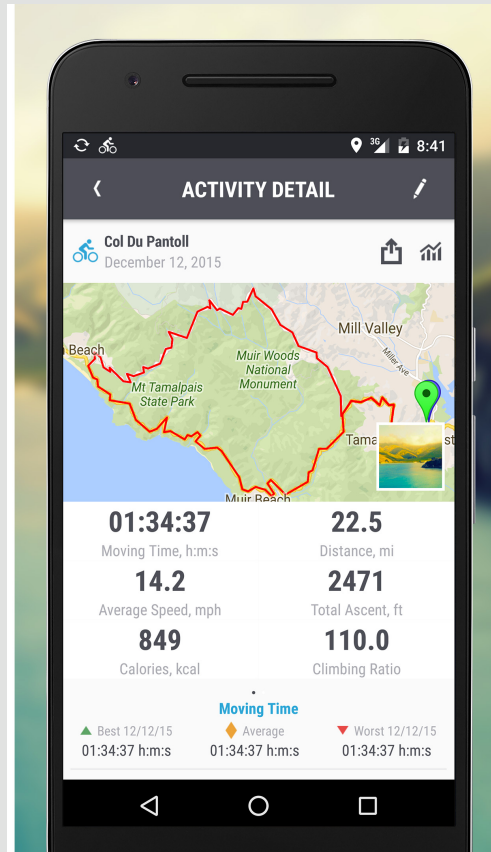 3G 8:41
ACTIVITY DETAIL
Col Du Pantoll
December 12, 2015
Mill Valley
Miller Ave
n Beach
Muir Woods
National
Monument
Mt Tamalpais
State Park
Tama
st
Muir Beach
01:34:37 22.5
Moving Time, h:m:s Distance, mi
14.2 2471
Average Speed, mph Total Ascent, ft
849 110.0
Calories, kcal Climbing Ratio
Moving Time
Best 12/12/15 Average Worst 12/12/15
01:34:37 h:m:s 01:34:37 h:m:s 01:34:37 h:m:s